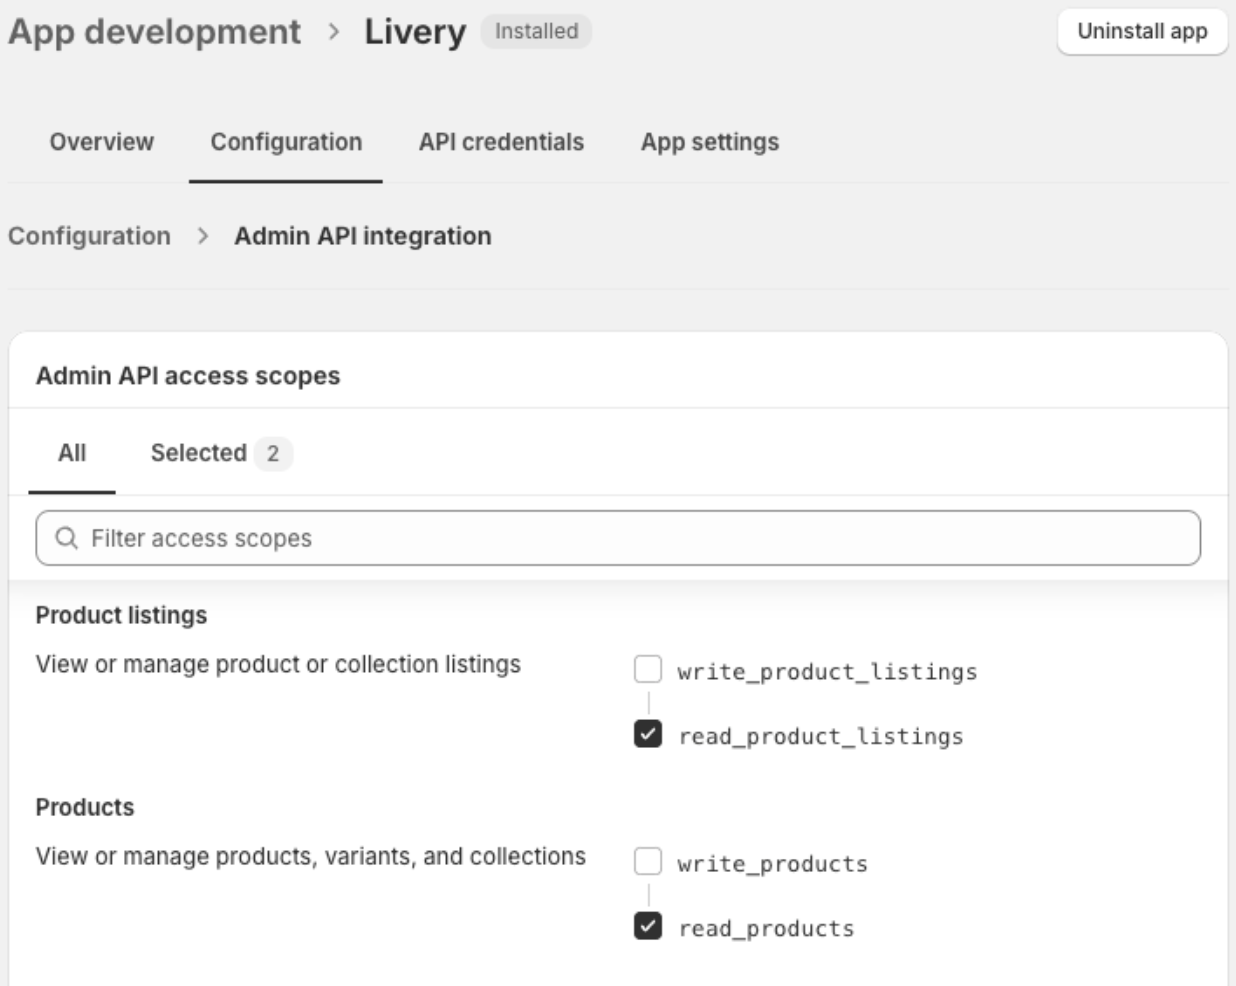 App development > Livery Installed Uninstall app
Overview Configuration API credentials App settings
Configuration > Admin API integration
Admin API access scopes
All Selected 2
Filter access scopes
Product listings
View or manage product or collection listings write_product_listings
read_product_listings
Products
View or manage products, variants, and collections write_products
read_products